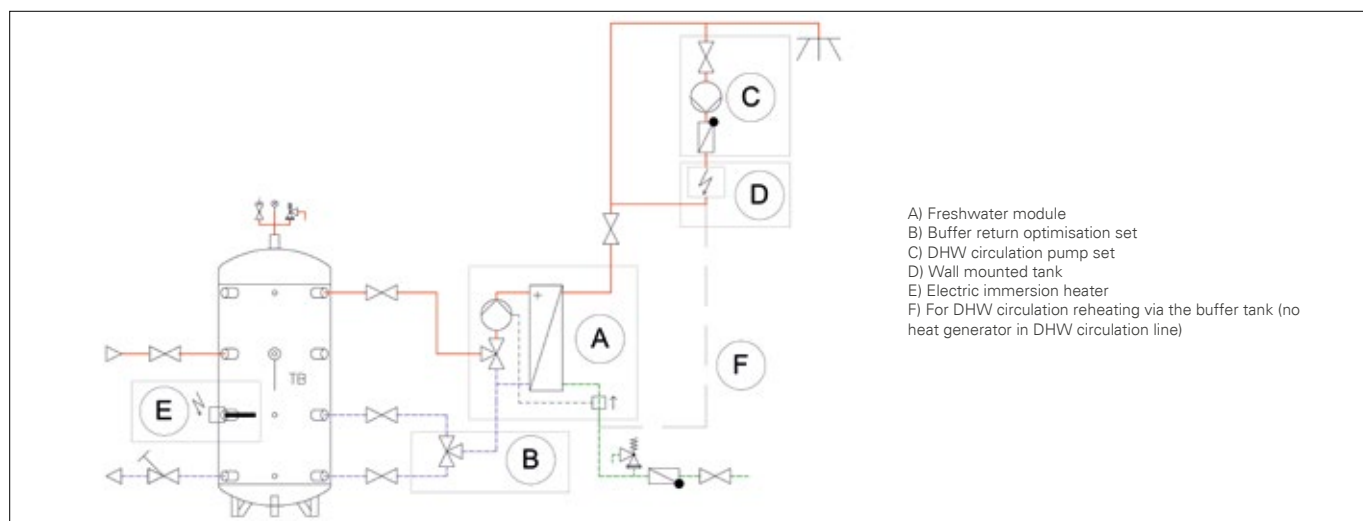 C
D
A) Freshwater module
B) Buffer return optimisation set
C) DHW circulation pump set
D) Wall mounted tank
E) Electric immersion heater
F) For DHW circulation reheating via the buffer tank (no
heat generator in DHW circulation line)
+
A
F
TB
E
B